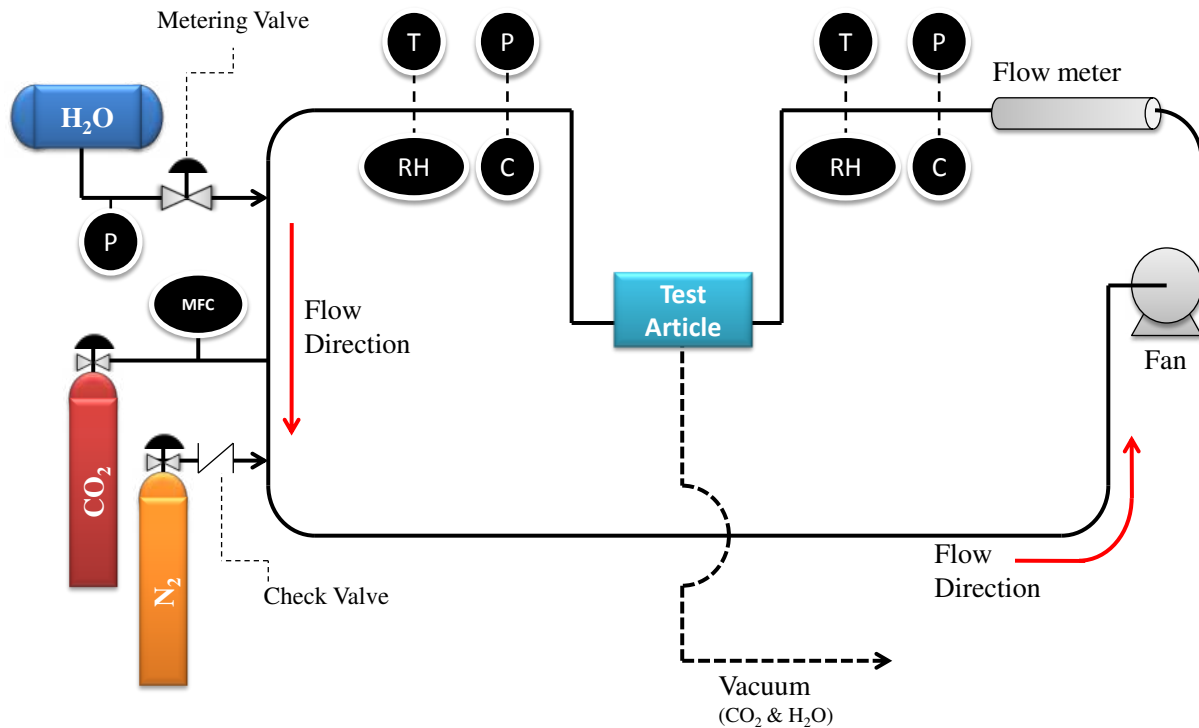 Metering Valve
T
P
T
P
Flow meter
H₂O
RH
C
RH
C
P
MFC
Flow
Direction
Test
Article
Fan
CO₂
N₂
Check Valve
Flow
Direction
Vacuum
(CO₂ & H₂O)